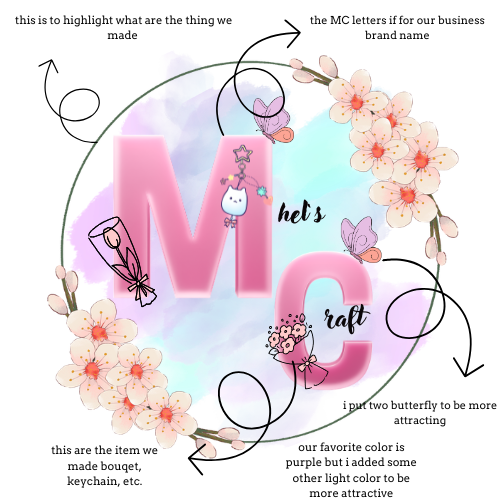 this is to highlight what are the thing we
made
the MC letters if for our business
brand name
M
hel's
C
raft
i put two butterfly to be more
attracting
this are the item we
made bouqet,
keychain, etc.
our favorite color is
purple but i added some
other light color to be
more attractive